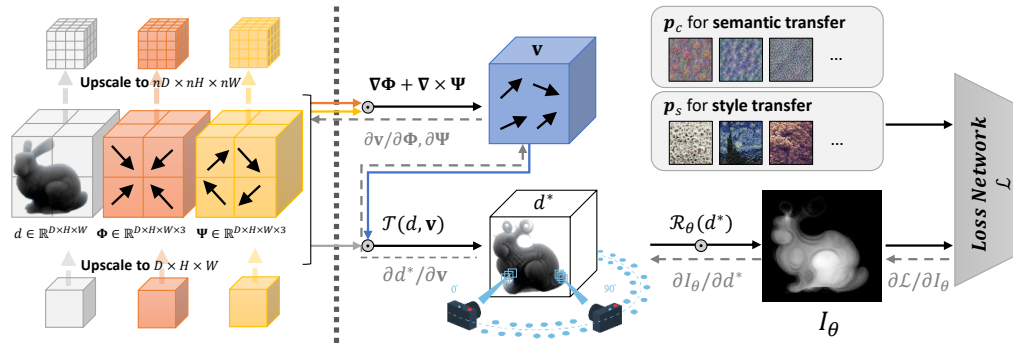 Upscale to nD × nH × nW
d ∈ ℝ^{D×H×W}
Φ ∈ ℝ^{D×H×W×3}
Ψ ∈ ℝ^{D×H×W×3}
Upscale to D × H × W
∇Φ + ∇ × Ψ
∂v/∂Φ, ∂Ψ
v
𝒯(d, v)
∂d*/∂v
d*
0°
90°
p_c for semantic transfer
...
p_s for style transfer
...
ℛ_θ(d*)
∂I_θ/∂d*
I_θ
∂ℒ/∂I_θ
Loss Network
ℒ